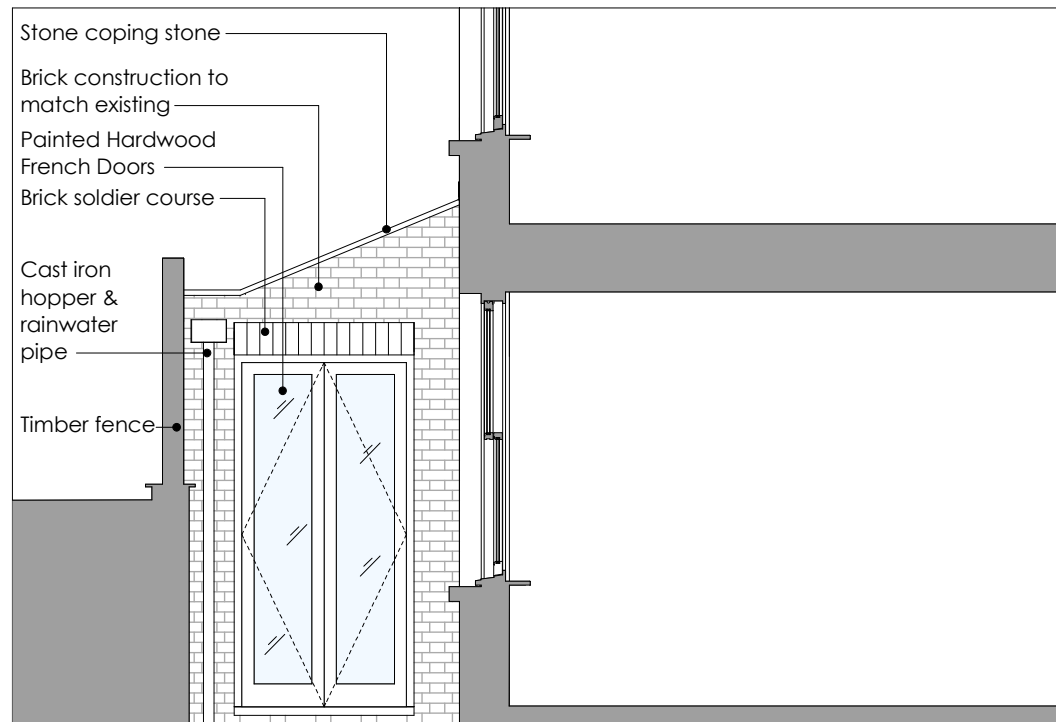 Stone coping stone
Brick construction to
match existing
Painted Hardwood
French Doors
Brick soldier course
Cast iron
hopper &
rainwater
pipe
Timber fence